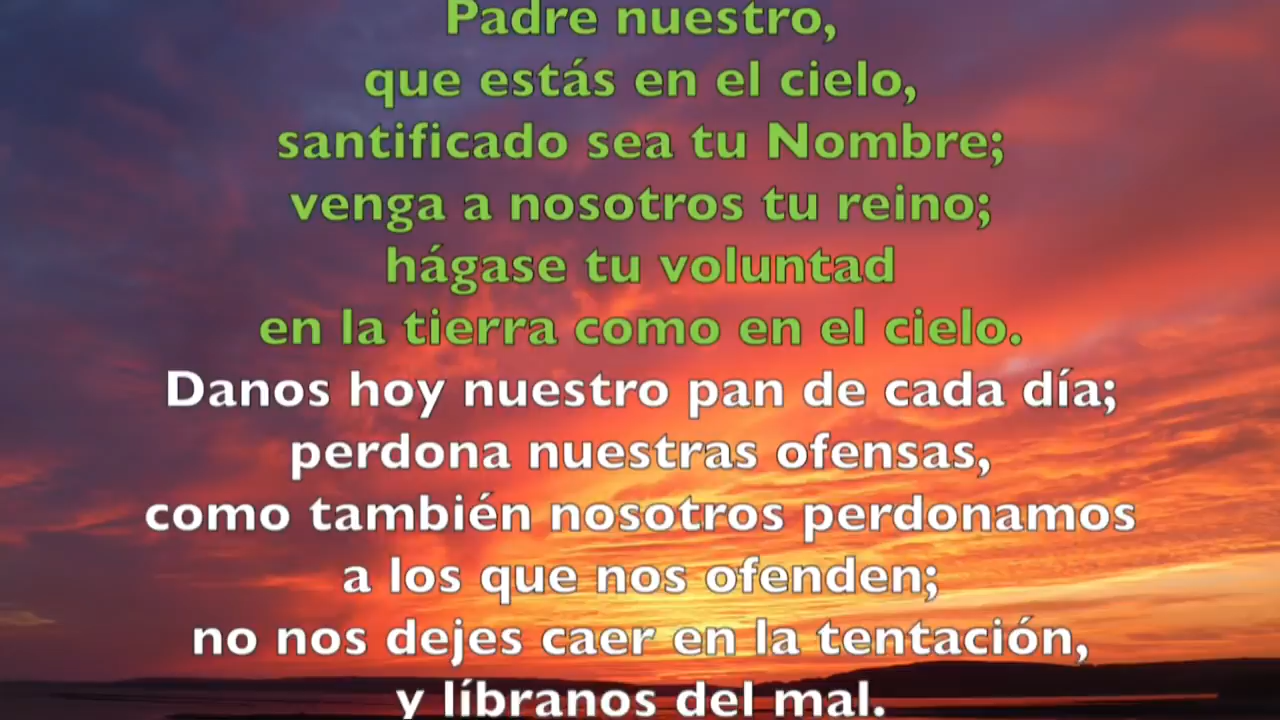 Padre nuestro,
que estás en el cielo,
santificado sea tu Nombre;
venga a nosotros tu reino;
hágase tu voluntad
en la tierra como en el cielo.
Danos hoy nuestro pan de cada día;
perdona nuestras ofensas,
como también nosotros perdonamos
a los que nos ofenden;
no nos dejes caer en la tentación,
y líbranos del mal.